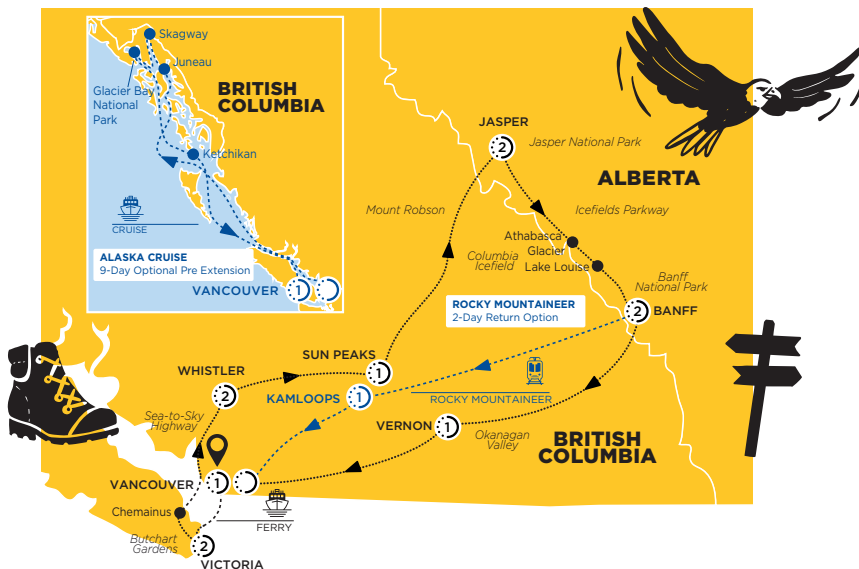 Skagway
Juneau
Glacier Bay
National
Park
BRITISH
COLUMBIA
Ketchikan
CRUISE
ALASKA CRUISE
9-Day Optional Pre Extension
VANCOUVER
1
JASPER
2
Jasper National Park
ALBERTA
Mount Robson
Icefields Parkway
Athabasca
Glacier
Columbia
Icefield
Lake Louise
Banff
National Park
ROCKY MOUNTAINEER
2-Day Return Option
2
BANFF
SUN PEAKS
1
WHISTLER
2
KAMLOOPS
1
ROCKY MOUNTAINEER
Sea-to-Sky
Highway
VERNON
1
Okanagan
Valley
BRITISH
COLUMBIA
VANCOUVER
1
Chemainus
FERRY
Butchart
Gardens
2
VICTORIA